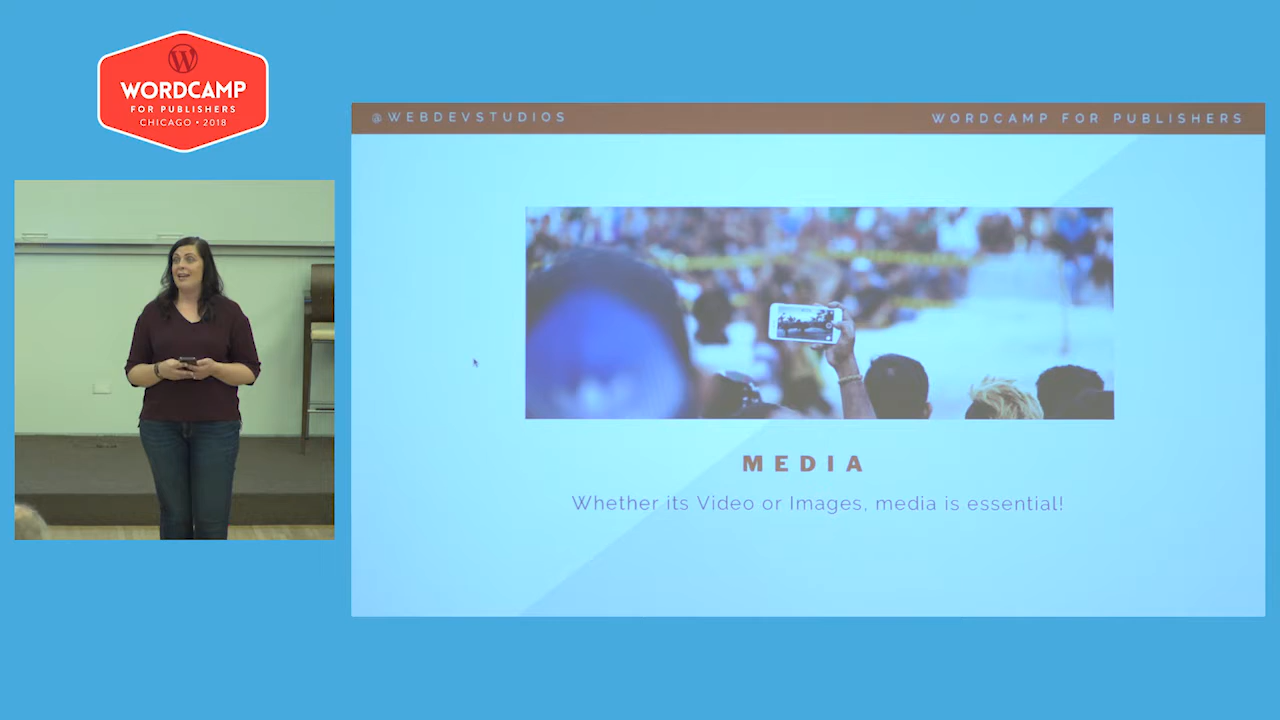 WORDCAMP
FOR PUBLISHERS
CHICAGO • 2018
@WEBDEVSTUDIOS
WORDCAMP FOR PUBLISHERS
MEDIA
Whether its Video or Images, media is essential!